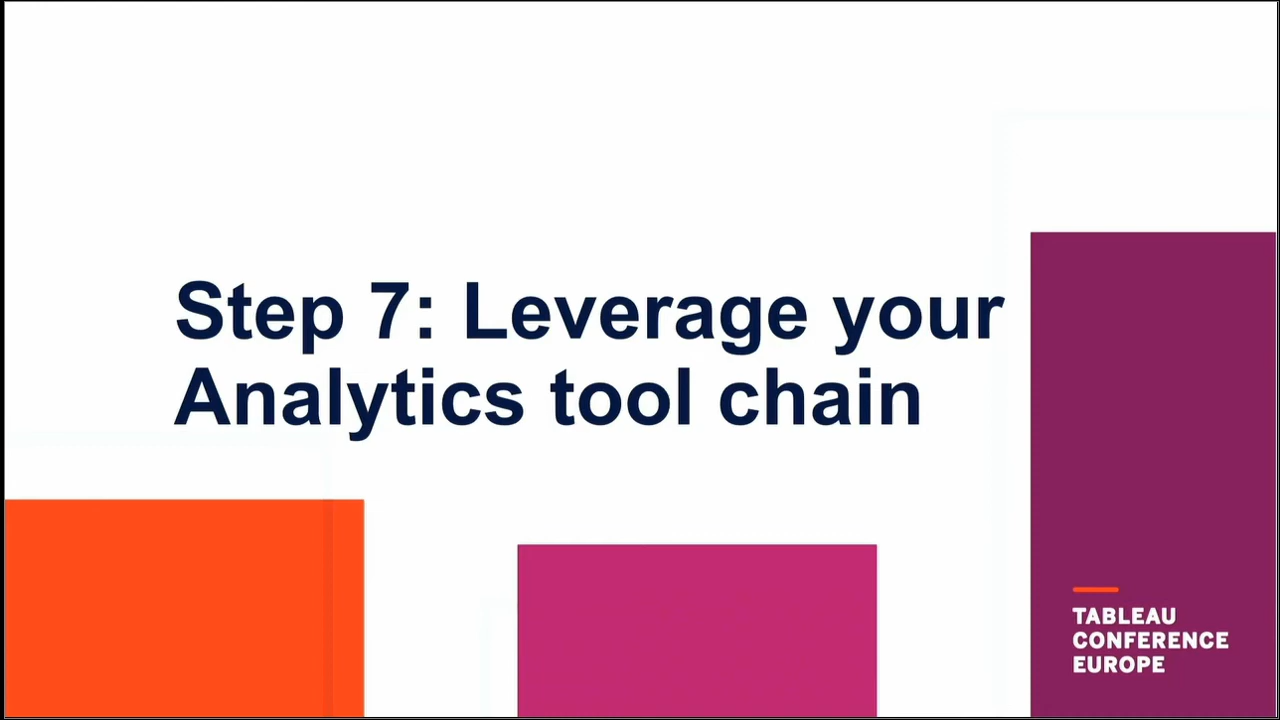 Step 7: Leverage your
Analytics tool chain
TABLEAU
CONFERENCE
EUROPE